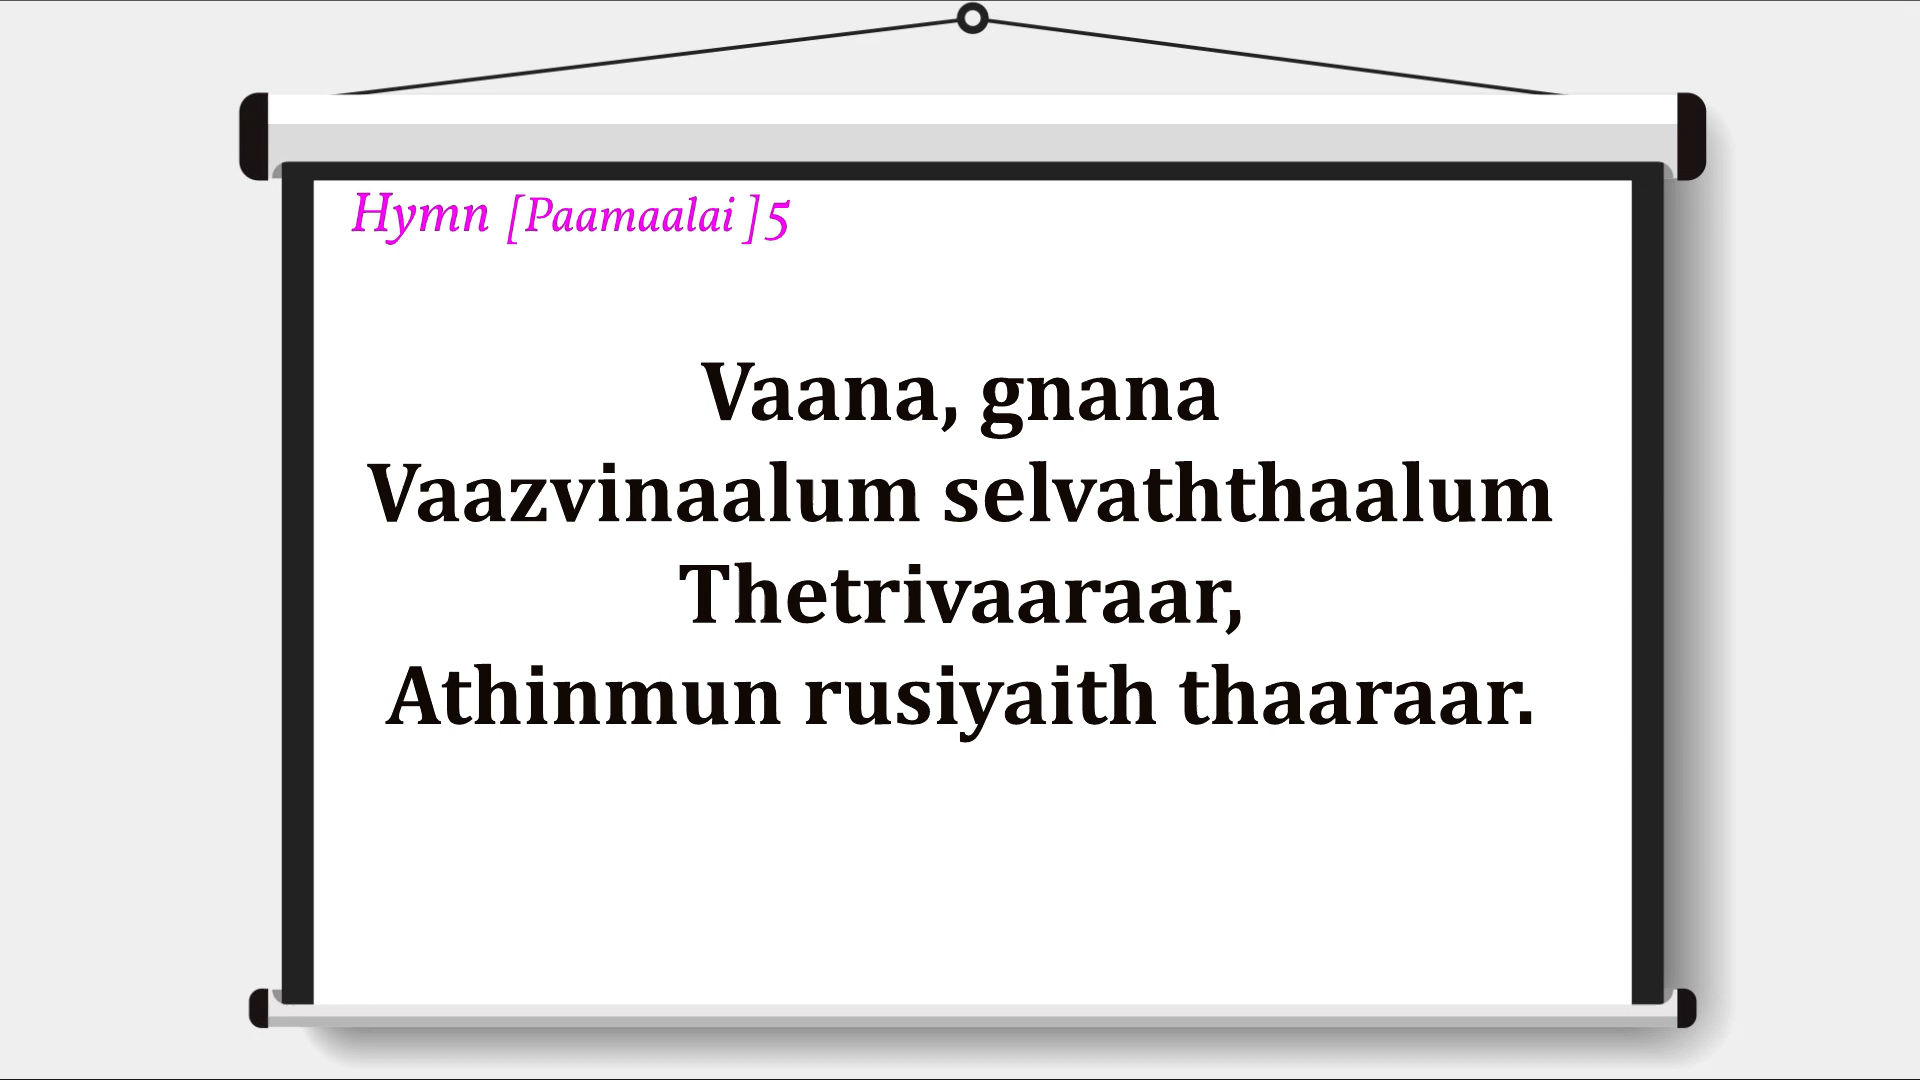 Hymn [Paamaalai ]5
Vaana, gnana
Vaazvinaalum selvaththaalum
Thetrivaaraar,
Athinmun rusiyaith thaaraar.